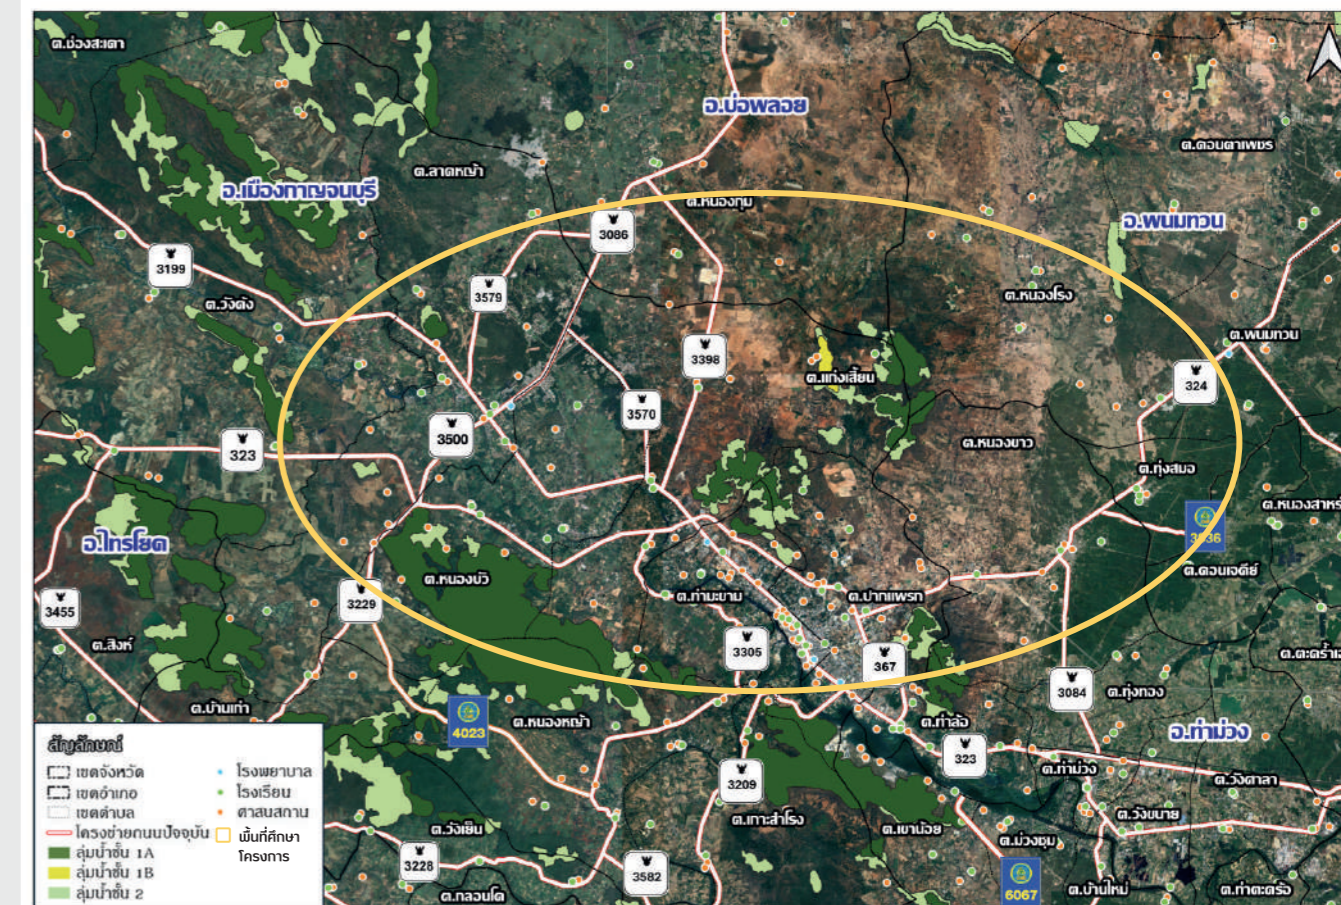 ต.ช่องสะเดา
อ.บ่อพลอย
ต.ดอนตาเพชร
ต.ลาดหญ้า
อ.เมืองกาญจนบุรี
ต.หนองกุ่ม
อ.พนมทวน
3086
3199
3579
ต.หนองโรง
ต.วังด้ง
ต.พนมทวน
3398
ต.แก่งเสี้ยน
324
3570
3500
323
ต.หนองขาว
ต.ทุ่งสมอ
ต.หนองสาหร
3036
อ.ไทรโยค
ต.หนองบัว
ต.ดอนเจดีย์
3455
3229
ต.ท่ามะขาม
ต.ปากแพรก
ต.สิงห์
3305
367
ต.ตะคร้ำเอ
3084
ต.ทุ่งทอง
ต.บ้านเก่า
4023
ต.หนองหญ้า
ต.ท่าล้อ
อ.ท่าม่วง
323
ต.ท่าม่วง
ต.วังศาลา
3209
ต.เกาะสำโรง
ต.เขาน้อย
ต.วังขนาย
ต.วังเย็น
ต.ม่วงชุม
3228
3582
6067
ต.บ้านใหม่
ต.ท่าตะคร้อ
ต.กลอนโด
สัญลักษณ์
เขตจังหวัด
เขตอำเภอ
เขตตำบล
โครงข่ายถนนปัจจุบัน
ลุ่มน้ำชั้น 1A
ลุ่มน้ำชั้น 1B
ลุ่มน้ำชั้น 2
โรงพยาบาล
โรงเรียน
ศาสนสถาน
พื้นที่ศึกษา
โครงการ